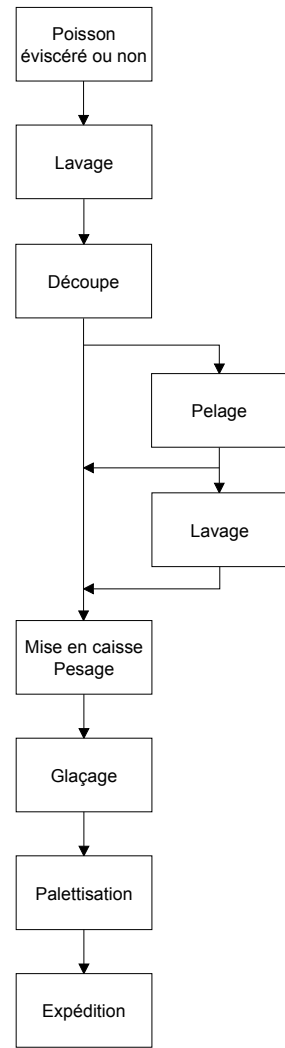 Poisson
éviscéré ou non
Lavage
Découpe
Pelage
Lavage
Mise en caisse
Pesage
Glaçage
Palettisation
Expédition